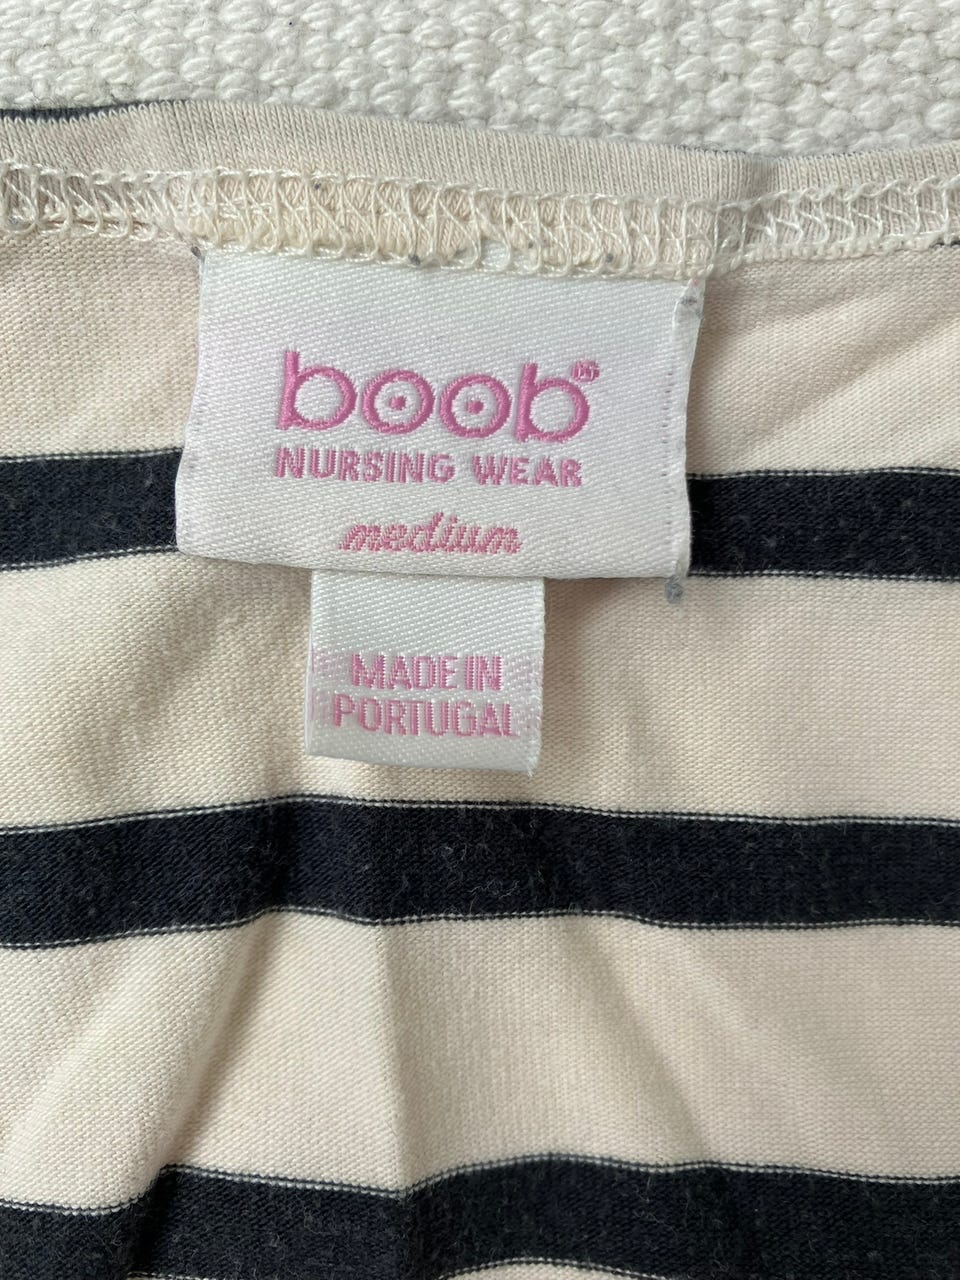 boob®
NURSING WEAR
medium
MADE IN
PORTUGAL